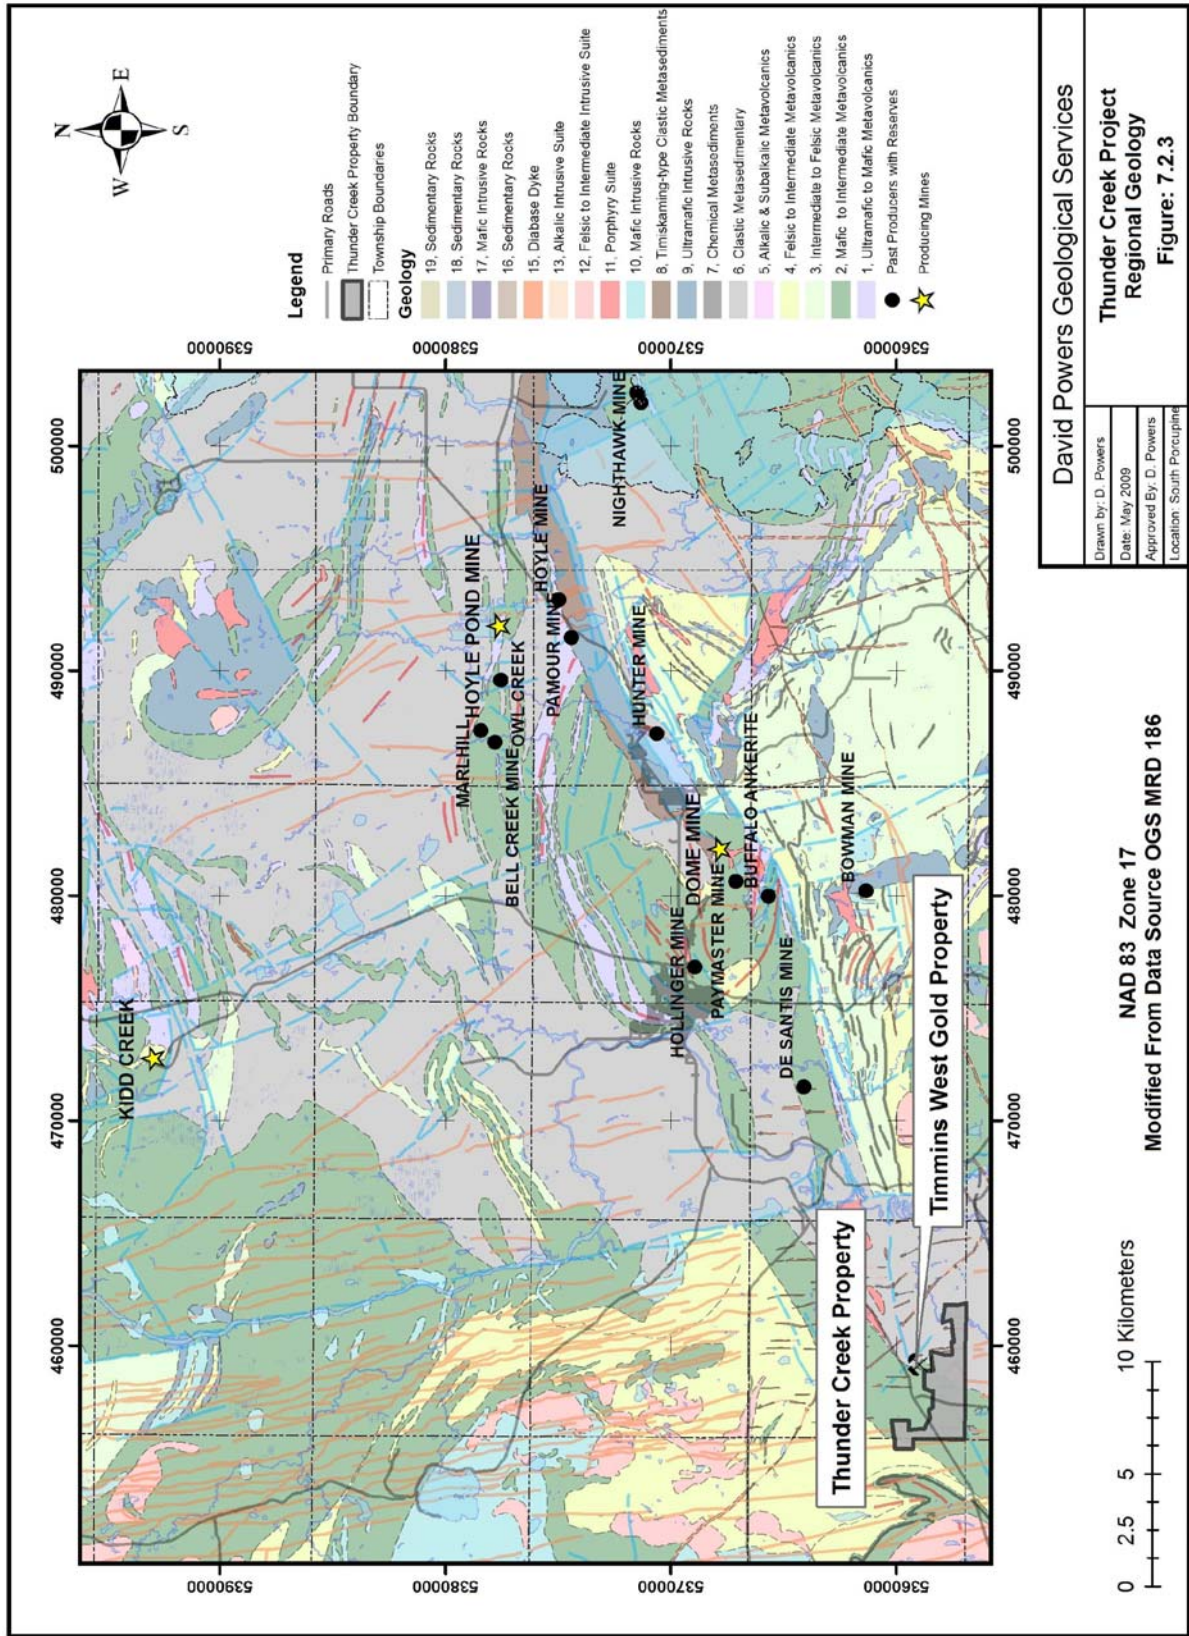 N
W
E
S
Legend
Primary Roads
Thunder Creek Property Boundary
Township Boundaries
Geology
19, Sedimentary Rocks
18, Sedimentary Rocks
17, Mafic Intrusive Rocks
16, Sedimentary Rocks
15. Diabase Dyke
13, Alkalic Intrusive Suite
12, Felsic to Intermediate Intrusive Suite
11, Porphyry Suite
10, Mafic Intrusive Rocks
8, Timiskaming-type Clastic Metasediments
9, Ultramafic Intrusive Rocks
7, Chemical Metasediments
6, Clastic Metasedimentary
5, Alkalic & Subalkalic Metavolcanics
4, Felsic to Intermediate Metavolcanics
3, Intermediate to Felsic Metavolcanics
2, Mafic to Intermediate Metavolcanics
1, Ultramafic to Mafic Metavolcanics
Past Producers with Reserves
Producing Mines
460000
470000
480000
490000
500000
5390000
5390000
5380000
5380000
5370000
5370000
5360000
5360000
460000
470000
480000
490000
500000
KIDD CREEK
MARLHILL
HOYLE POND MINE
BELL CREEK MINE
OWL CREEK
PAMOUR MINE
HOYLE MINE
NIGHTHAWK MINE
HUNTER MINE
HOLLINGER MINE
DOME MINE
PAYMASTER MINE
BUFFALO ANKERITE
DE SANTIS MINE
BOWMAN MINE
Thunder Creek Property
Timmins West Gold Property
0 2.5 5 10 Kilometers
NAD 83 Zone 17
Modified From Data Source OGS MRD 186
David Powers Geological Services
Drawn by: D. Powers
Date: May 2009
Approved By: D. Powers
Location: South Porcupine
Thunder Creek Project
Regional Geology
Figure: 7.2.3